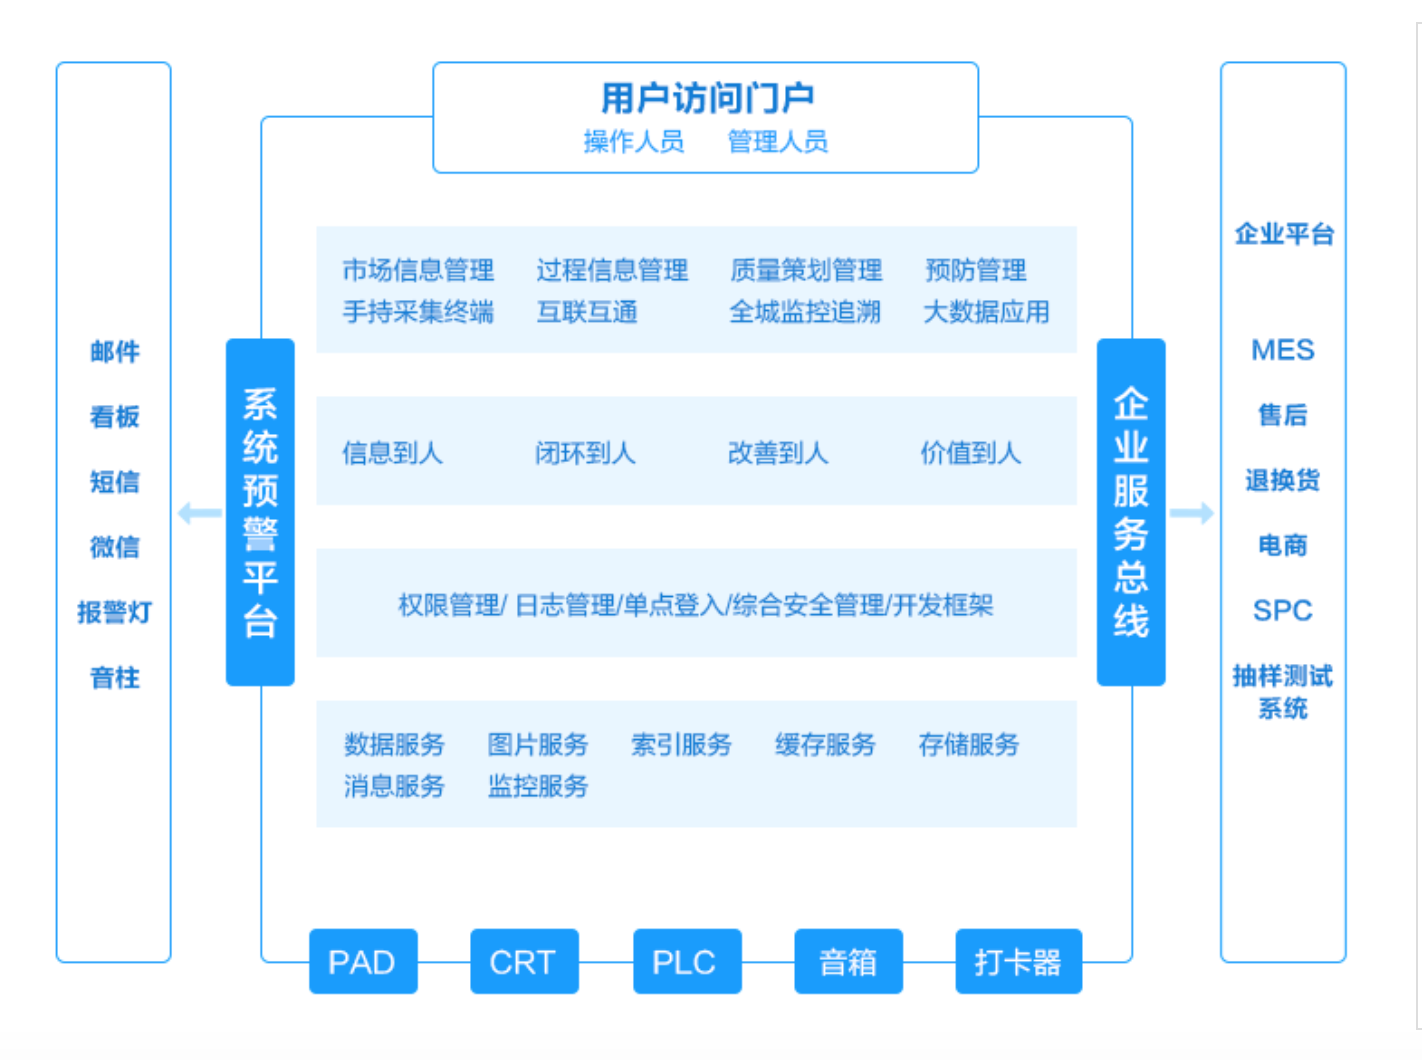 用户访问门户
操作人员 管理人员
邮件
看板
短信
微信
报警灯
音柱
系统预警平台
市场信息管理 过程信息管理 质量策划管理 预防管理
手持采集终端 互联互通 全城监控追溯 大数据应用
信息到人 闭环到人 改善到人 价值到人
权限管理/ 日志管理/单点登入/综合安全管理/开发框架
数据服务 图片服务 索引服务 缓存服务 存储服务
消息服务 监控服务
企业服务总线
企业平台
MES
售后
退换货
电商
SPC
抽样测试
系统
PAD CRT PLC 音箱 打卡器